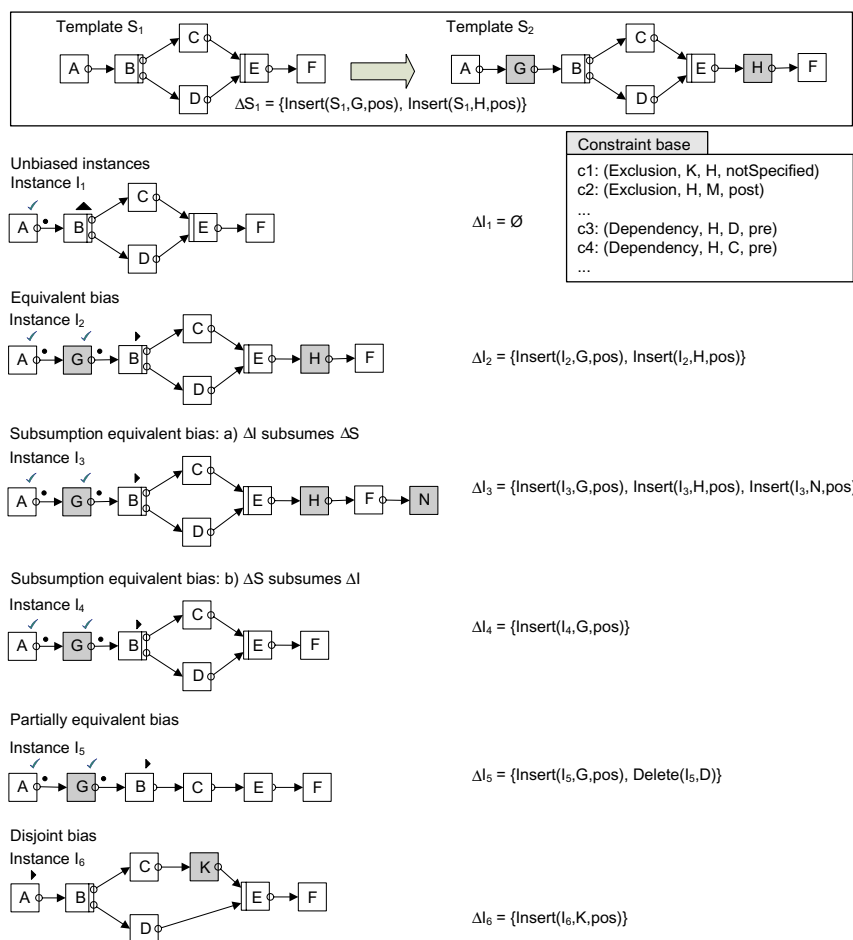 Template S1
Template S2
A B C D E F
A G B C D E H F
ΔS1 = {Insert(S1,G,pos), Insert(S1,H,pos)}
Unbiased instances
Instance I1
A B C D E F
ΔI1 = Ø
Constraint base
c1: (Exclusion, K, H, notSpecified)
c2: (Exclusion, H, M, post)
...
c3: (Dependency, H, D, pre)
c4: (Dependency, H, C, pre)
...
Equivalent bias
Instance I2
A G B C D E H F
ΔI2 = {Insert(I2,G,pos), Insert(I2,H,pos)}
Subsumption equivalent bias: a) ΔI subsumes ΔS
Instance I3
A G B C D E H F N
ΔI3 = {Insert(I3,G,pos), Insert(I3,H,pos), Insert(I3,N,pos)
Subsumption equivalent bias: b) ΔS subsumes ΔI
Instance I4
A G B C D E F
ΔI4 = {Insert(I4,G,pos)}
Partially equivalent bias
Instance I5
A G B C E F
ΔI5 = {Insert(I5,G,pos), Delete(I5,D)}
Disjoint bias
Instance I6
A B C K D E F
ΔI6 = {Insert(I6,K,pos)}